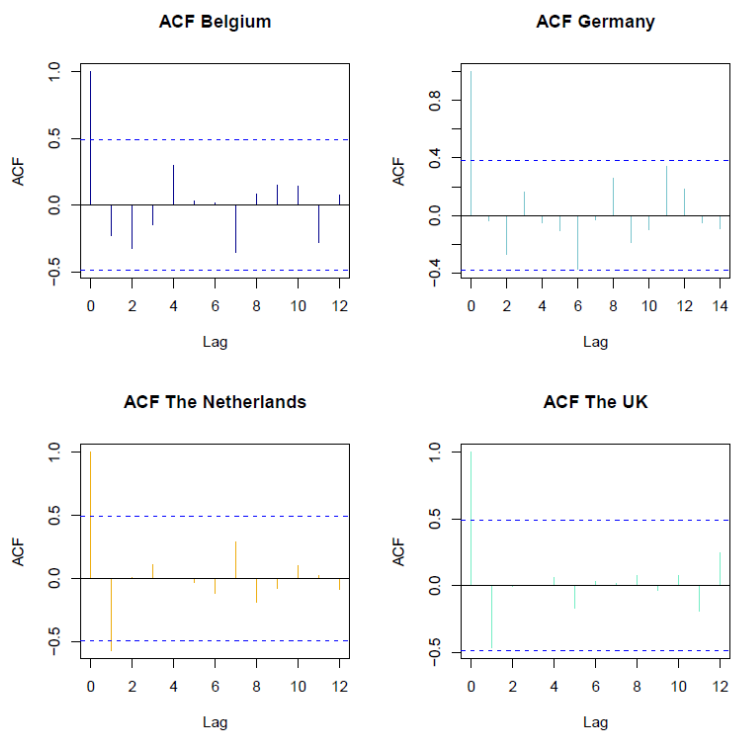 ACF Belgium
ACF
1.0
0.5
0.0
−0.5
0 2 4 6 8 10 12
Lag
ACF Germany
ACF
0.8
0.4
0.0
−0.4
0 2 4 6 8 10 12 14
Lag
ACF The Netherlands
ACF
1.0
0.5
0.0
−0.5
0 2 4 6 8 10 12
Lag
ACF The UK
ACF
1.0
0.5
0.0
−0.5
0 2 4 6 8 10 12
Lag